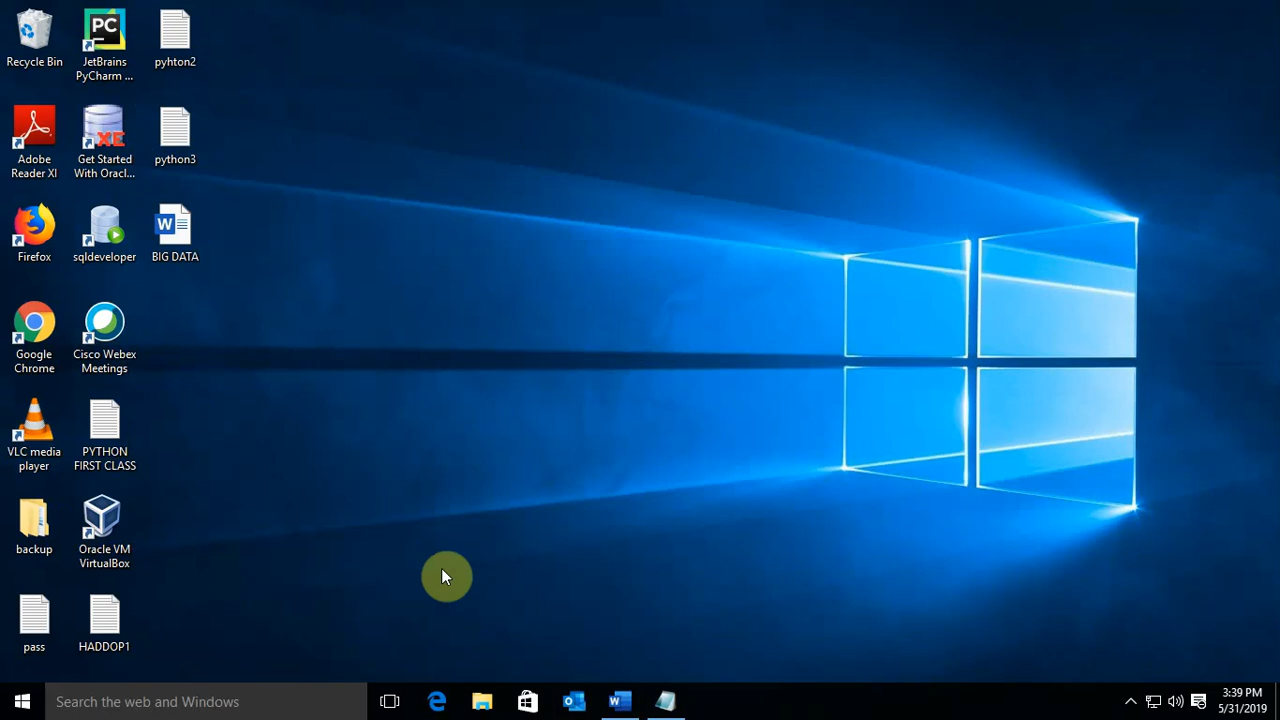 Recycle Bin
JetBrains
PyCharm ...
pyhton2
Adobe
Reader XI
Get Started
With Oracl...
python3
Firefox
sqldeveloper
BIG DATA
Google
Chrome
Cisco Webex
Meetings
VLC media
player
PYTHON
FIRST CLASS
backup
Oracle VM
VirtualBox
pass
HADDOP1
PC
XE
W
Search the web and Windows
3:39 PM
5/31/2019